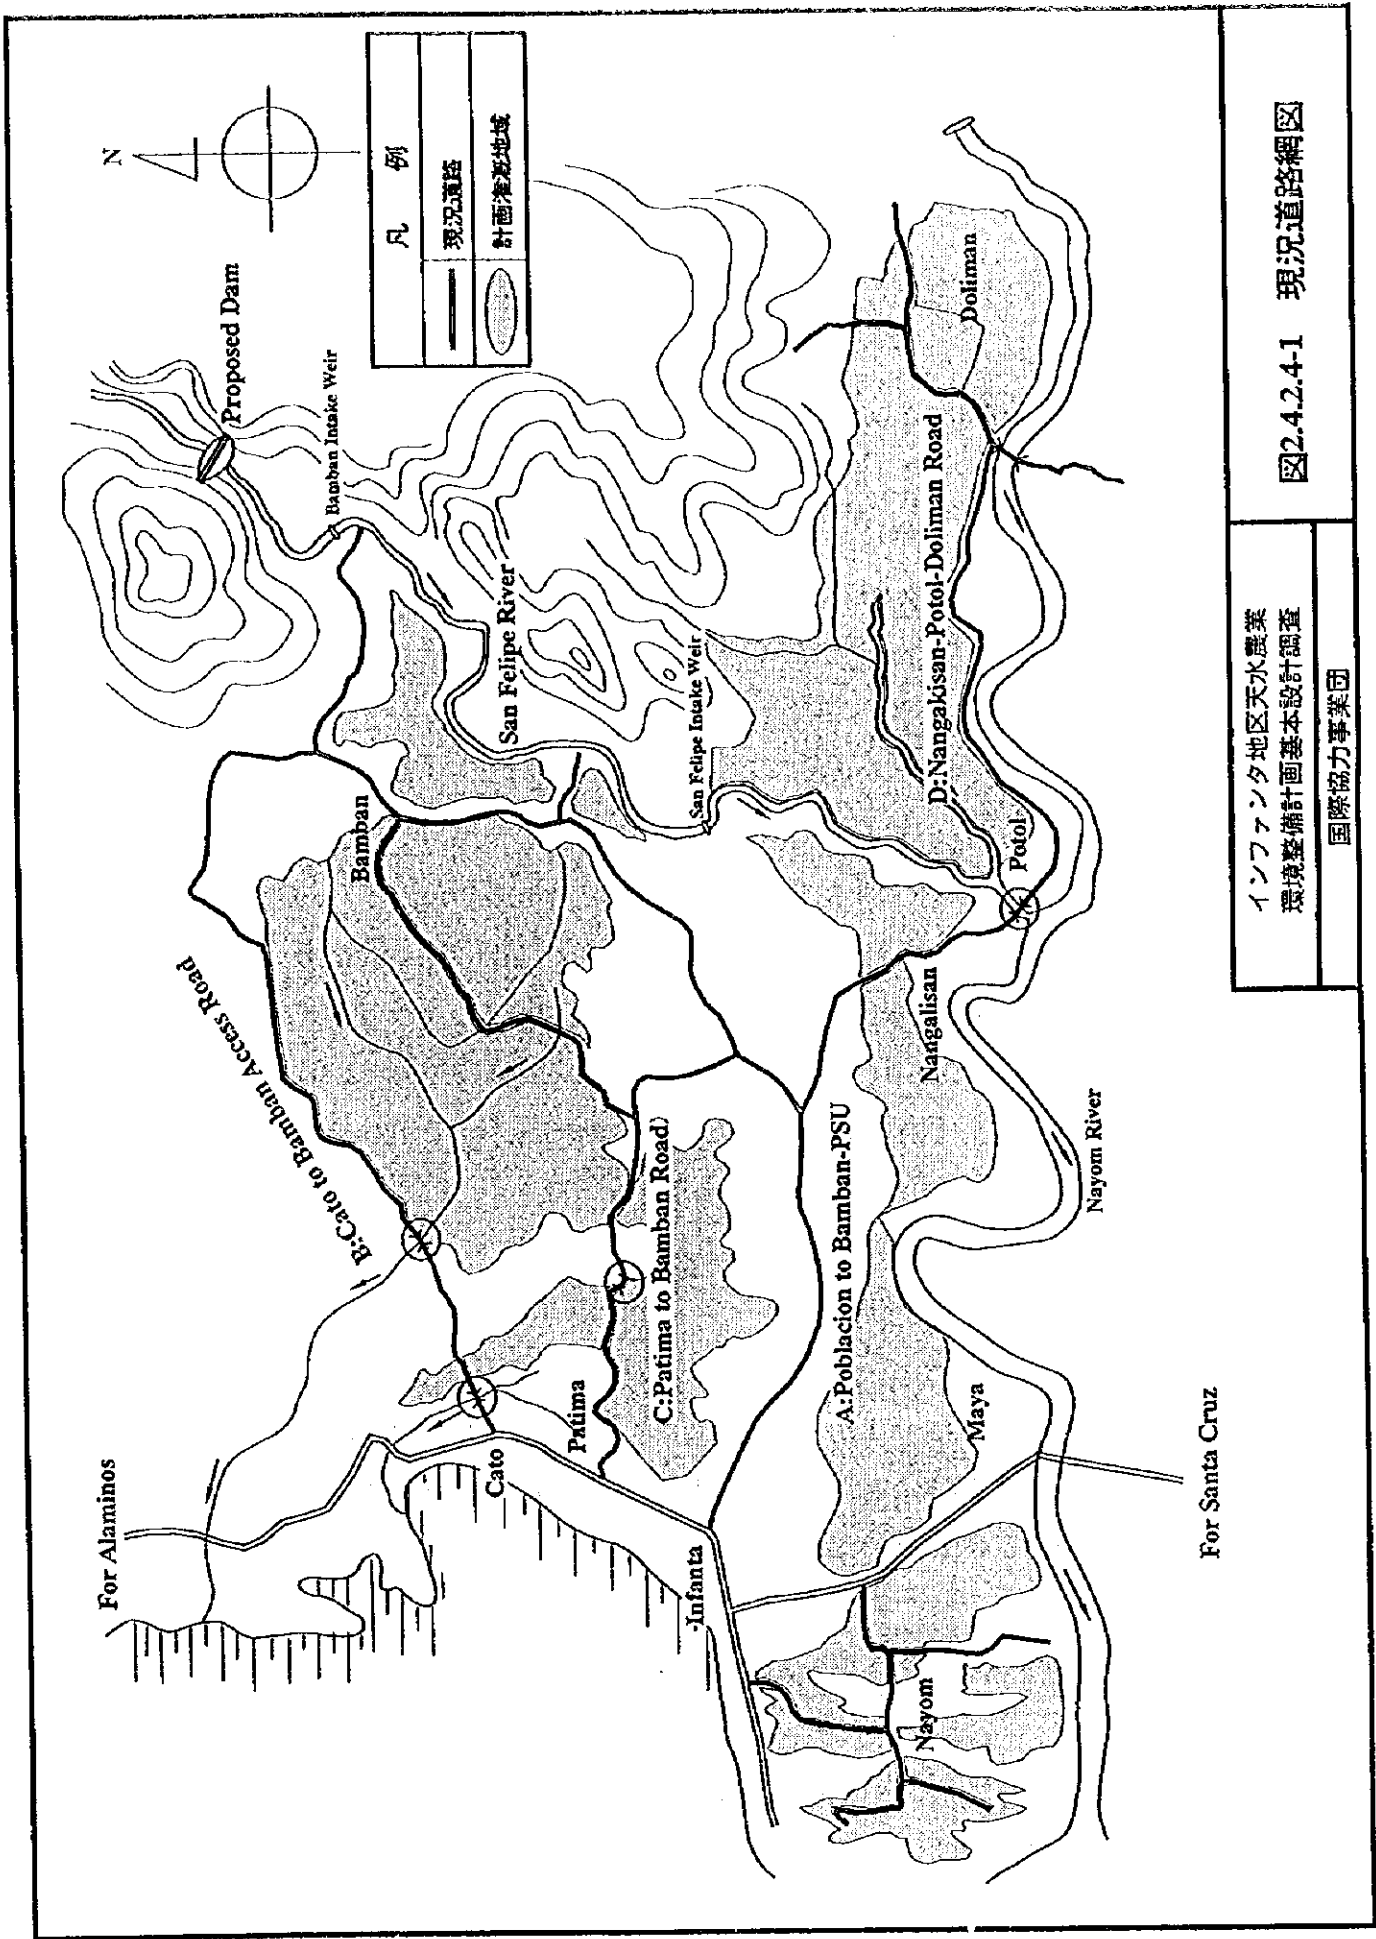 N
凡 例
現況道路
計画灌漑地域
Proposed Dam
Bamban Intake Weir
San Felipe River
San Felipe Intake Weir
Bamban
B:Cato to Bamban Access Road
For Alaminos
Cato
Patima
C:Patima to Bamban Road)
-Infanta
A:Poblacion to Bamban-PSU
Maya
Nayom
Nangalisan
Nayom River
Potol
D:Nangakisan-Potol-Doliman Road
Doliman
For Santa Cruz
インファンタ地区天水農業
環境整備計画基本設計調査
国際協力事業団
図2.4.2.4-1 現況道路網図